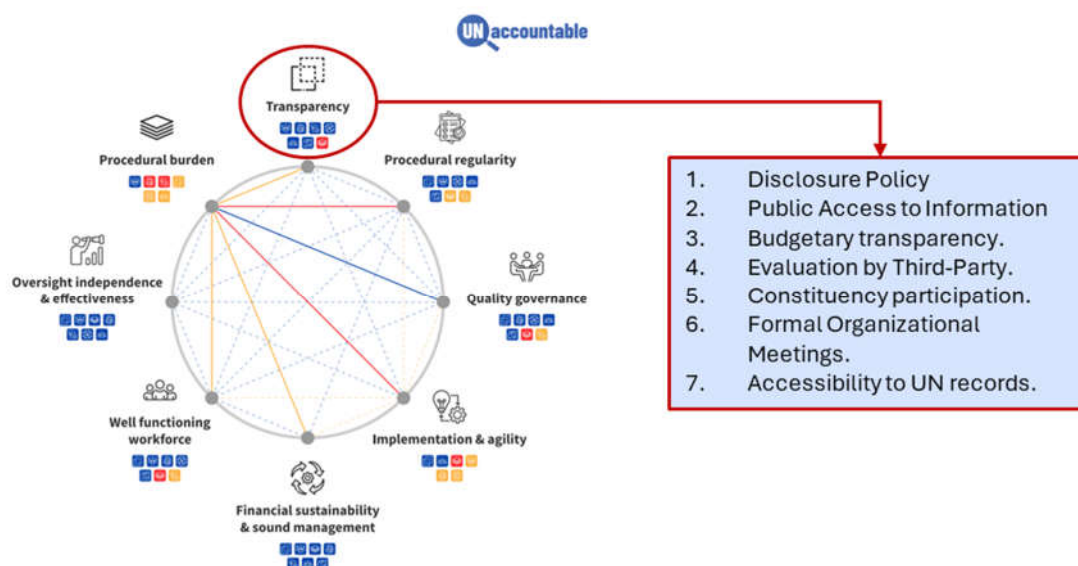 UN accountable
Transparency
Procedural burden
Procedural regularity
Oversight independence
& effectiveness
Quality governance
Well functioning
workforce
Implementation & agility
Financial sustainability
& sound management
1. Disclosure Policy
2. Public Access to Information
3. Budgetary transparency.
4. Evaluation by Third-Party.
5. Constituency participation.
6. Formal Organizational
Meetings.
7. Accessibility to UN records.